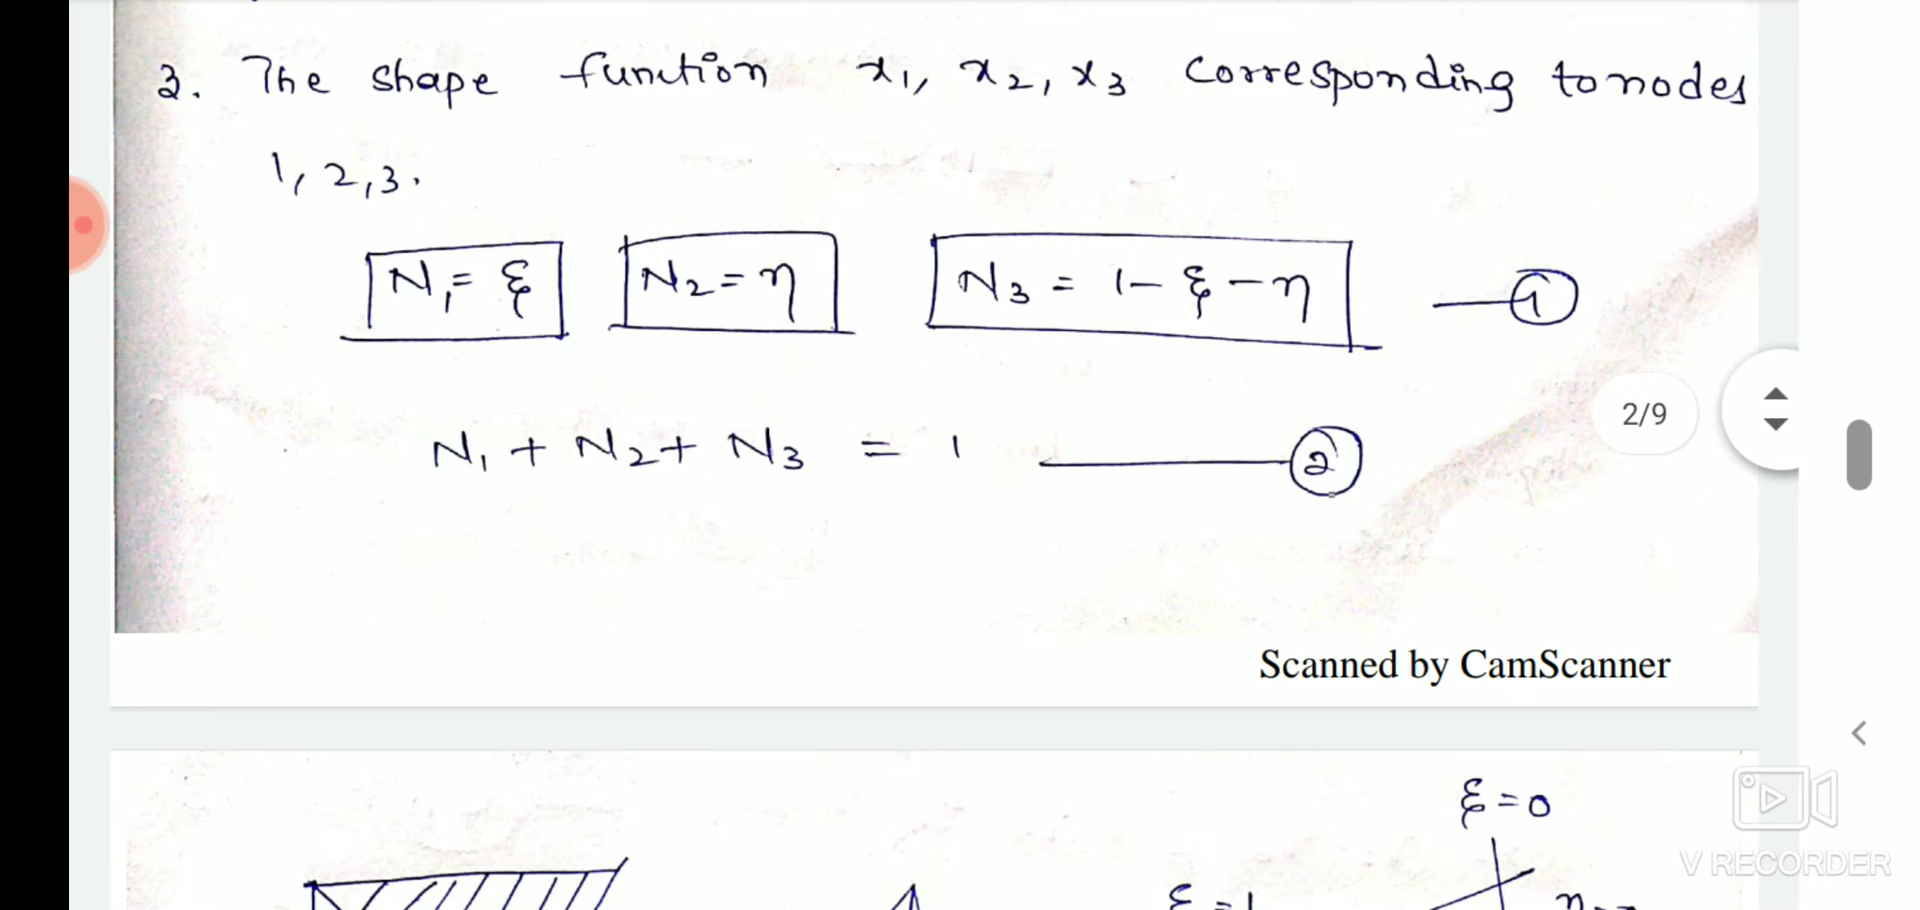 3. The shape function x1, x2, x3 corresponding to nodes
1, 2, 3.
N1 = ξ N2 = η N3 = 1 - ξ - η ①
N1 + N2 + N3 = 1 ②
2/9
Scanned by CamScanner
ξ = 0
V RECORDER
ξ = 1